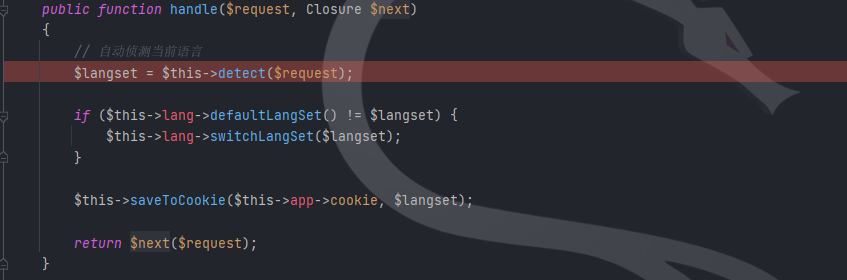 public function handle($request, Closure $next)
{
// 自动侦测当前语言
$langset = $this->detect($request);
if ($this->lang->defaultLangSet() != $langset) {
$this->lang->switchLangSet($langset);
}
$this->saveToCookie($this->app->cookie, $langset);
return $next($request);
}